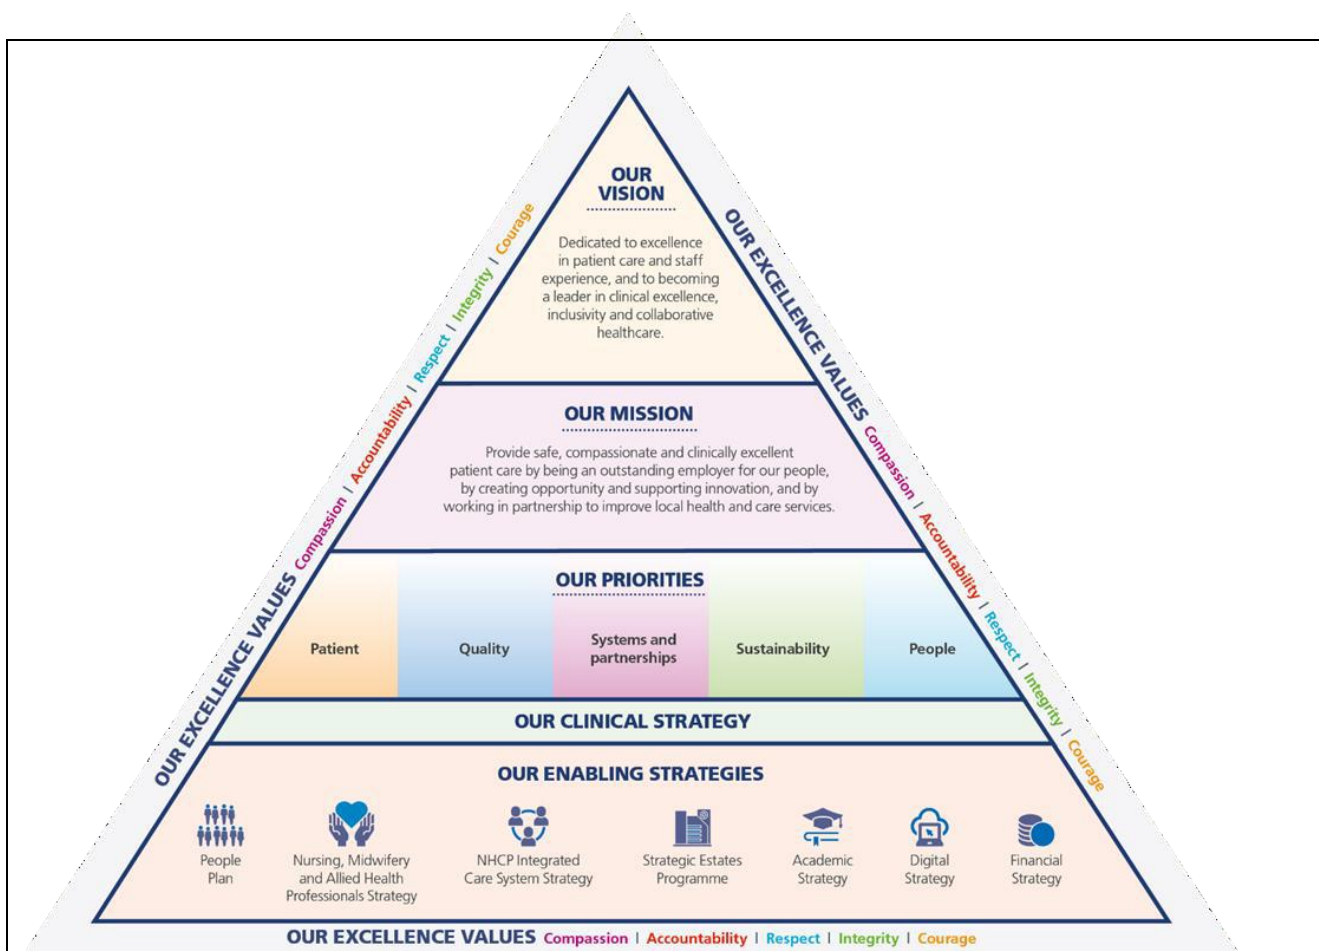 OUR
VISION
Dedicated to excellence
in patient care and staff
experience, and to becoming
a leader in clinical excellence,
inclusivity and collaborative
healthcare.
OUR MISSION
Provide safe, compassionate and clinically excellent
patient care by being an outstanding employer for our people,
by creating opportunity and supporting innovation, and by
working in partnership to improve local health and care services.
OUR PRIORITIES
Patient
Quality
Systems and
partnerships
Sustainability
People
OUR CLINICAL STRATEGY
OUR ENABLING STRATEGIES
People
Plan
Nursing, Midwifery
and Allied Health
Professionals Strategy
NHCP Integrated
Care System Strategy
Strategic Estates
Programme
Academic
Strategy
Digital
Strategy
Financial
Strategy
OUR EXCELLENCE VALUES Compassion | Accountability | Respect | Integrity | Courage
OUR EXCELLENCE VALUES Compassion | Accountability | Respect | Integrity | Courage
OUR EXCELLENCE VALUES Compassion | Accountability | Respect | Integrity | Courage